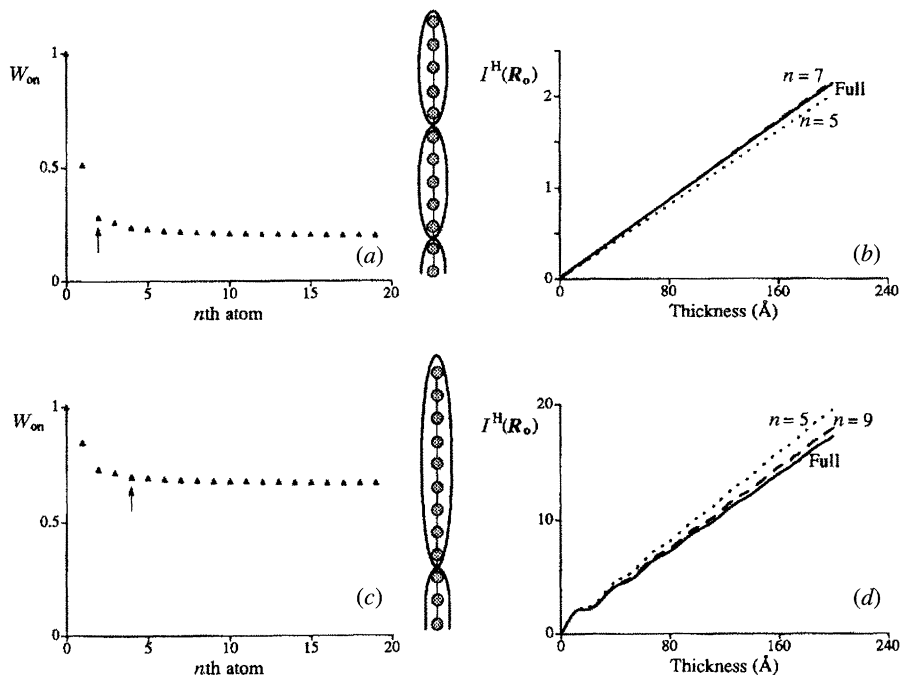 W_on
1
0.5
0
0 5 10 15 20
nth atom
(a)
I^H(R_o)
2
1
0
n = 7
Full
n = 5
0 80 160 240
Thickness (Å)
(b)
W_on
1
0.5
0
0 5 10 15 20
nth atom
(c)
I^H(R_o)
20
10
0
n = 5 n = 9
Full
0 80 160 240
Thickness (Å)
(d)